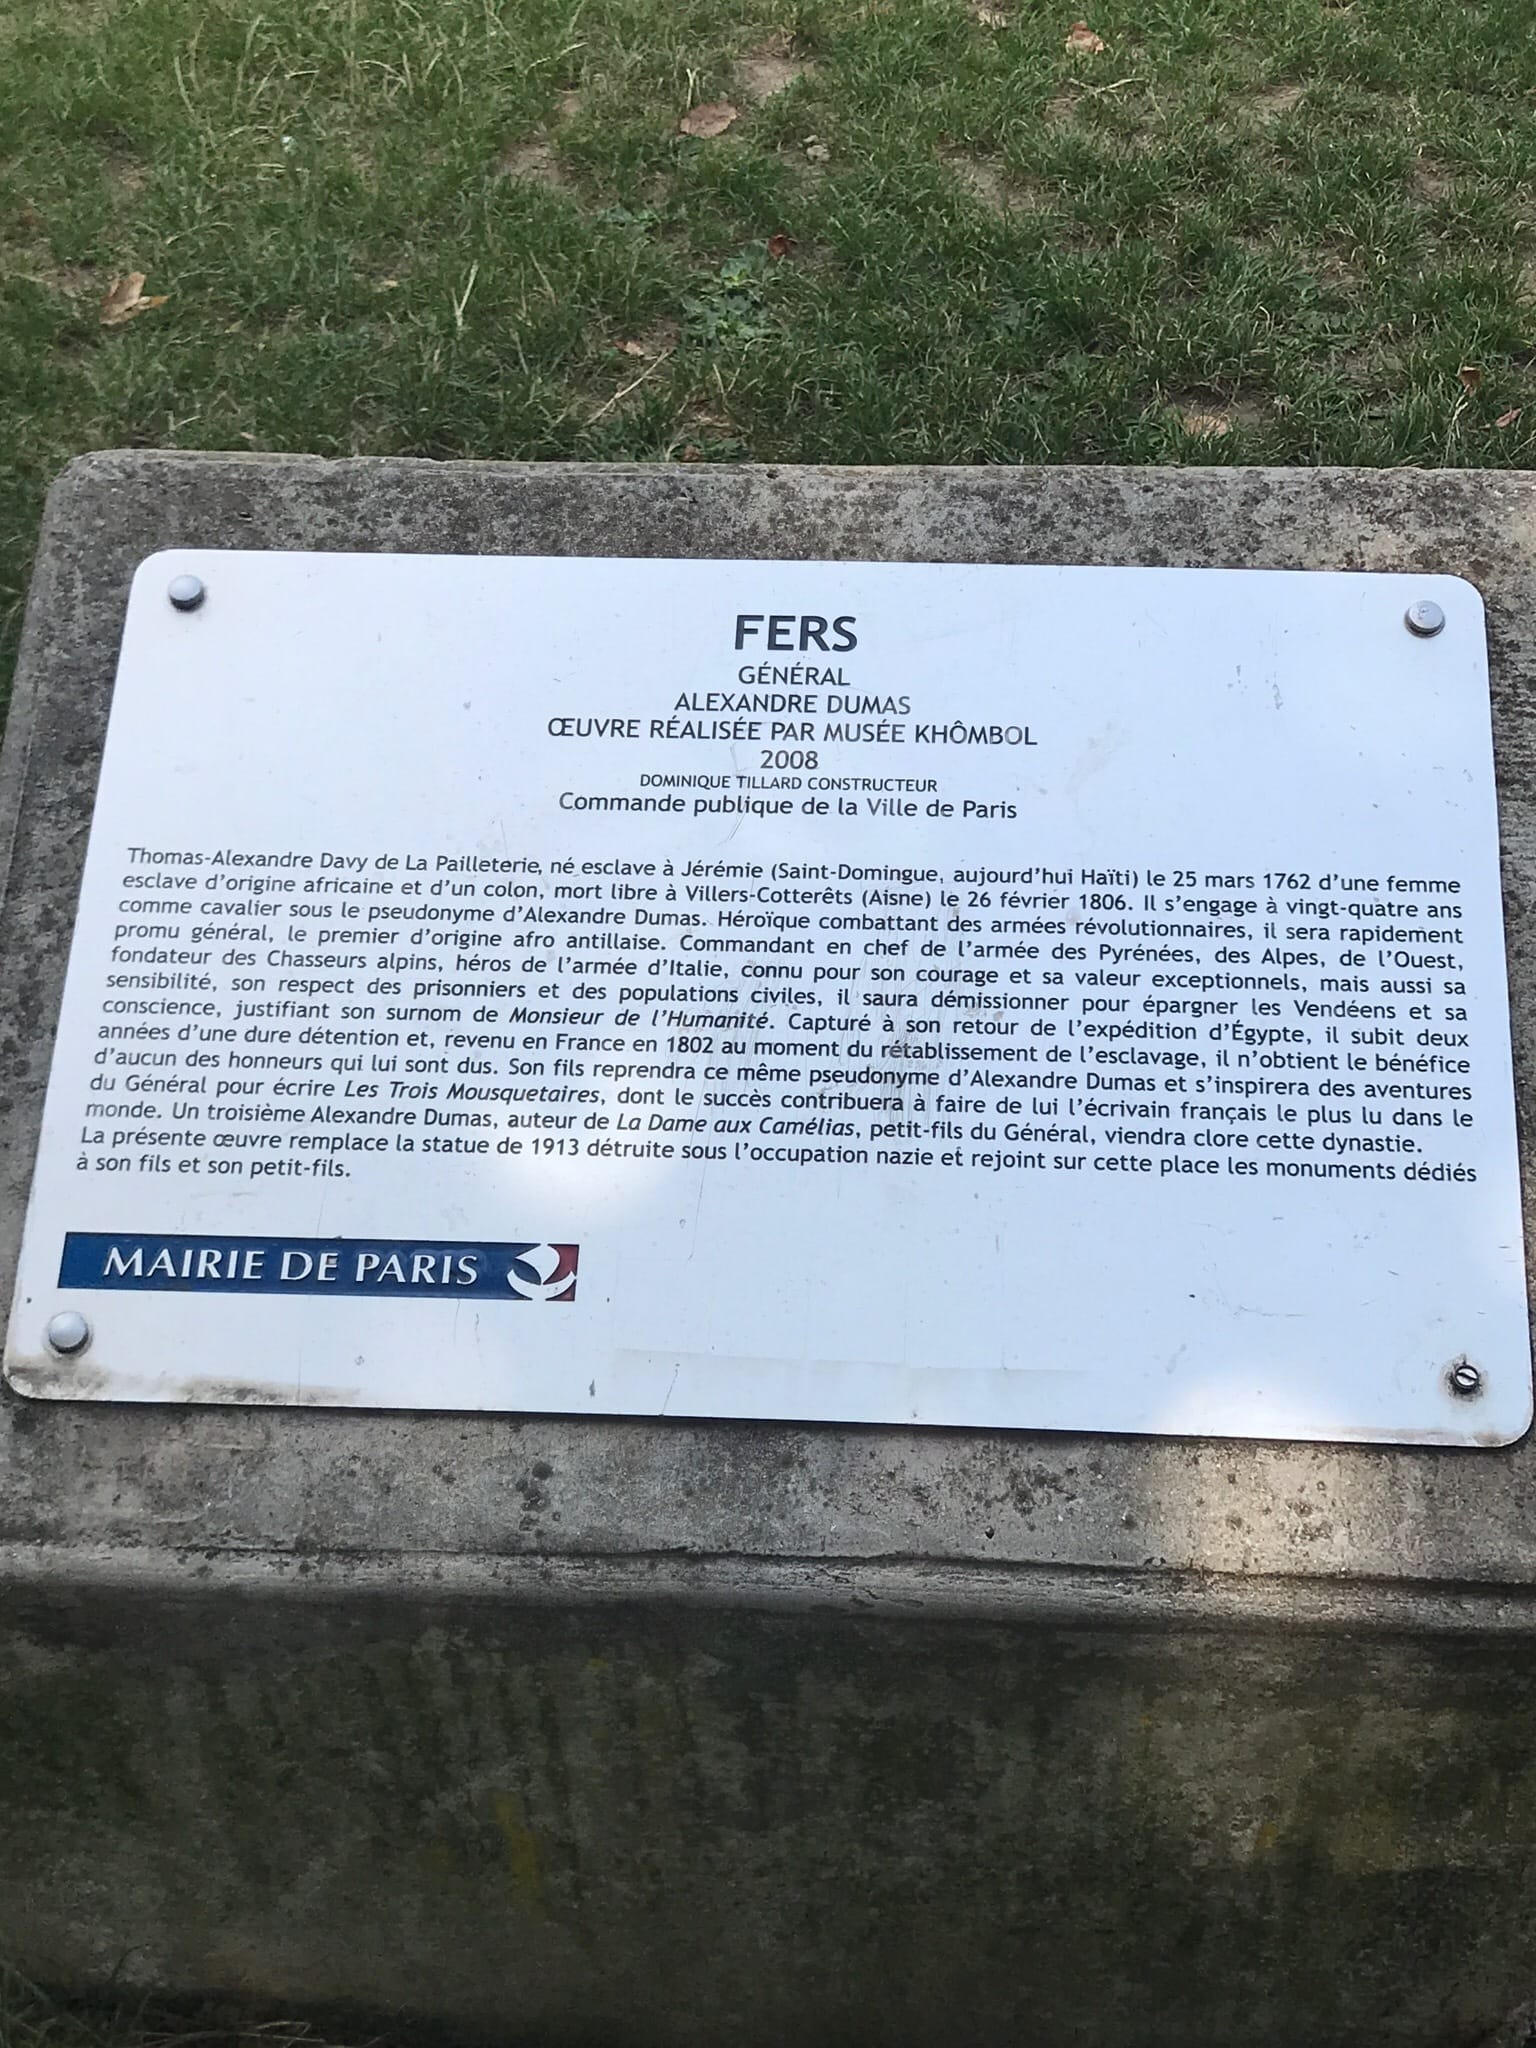 FERS
GÉNÉRAL
ALEXANDRE DUMAS
ŒUVRE RÉALISÉE PAR MUSÉE KHÔMBOL
2008
DOMINIQUE TILLARD CONSTRUCTEUR
Commande publique de la Ville de Paris
Thomas-Alexandre Davy de La Pailleterie, né esclave à Jérémie (Saint-Domingue, aujourd'hui Haïti) le 25 mars 1762 d'une femme
esclave d'origine africaine et d'un colon, mort libre à Villers-Cotterêts (Aisne) le 26 février 1806. Il s'engage à vingt-quatre ans
comme cavalier sous le pseudonyme d'Alexandre Dumas. Héroïque combattant des armées révolutionnaires, il sera rapidement
promu général, le premier d'origine afro antillaise. Commandant en chef de l'armée des Pyrénées, des Alpes, de l'Ouest,
fondateur des Chasseurs alpins, héros de l'armée d'Italie, connu pour son courage et sa valeur exceptionnels, mais aussi sa
sensibilité, son respect des prisonniers et des populations civiles, il saura démissionner pour épargner les Vendéens et sa
conscience, justifiant son surnom de Monsieur de l'Humanité. Capturé à son retour de l'expédition d'Égypte, il subit deux
années d'une dure détention et, revenu en France en 1802 au moment du rétablissement de l'esclavage, il n'obtient le bénéfice
d'aucun des honneurs qui lui sont dus. Son fils reprendra ce même pseudonyme d'Alexandre Dumas et s'inspirera des aventures
du Général pour écrire Les Trois Mousquetaires, dont le succès contribuera à faire de lui l'écrivain français le plus lu dans le
monde. Un troisième Alexandre Dumas, auteur de La Dame aux Camélias, petit-fils du Général, viendra clore cette dynastie.
La présente œuvre remplace la statue de 1913 détruite sous l'occupation nazie et rejoint sur cette place les monuments dédiés
à son fils et son petit-fils.
MAIRIE DE PARIS